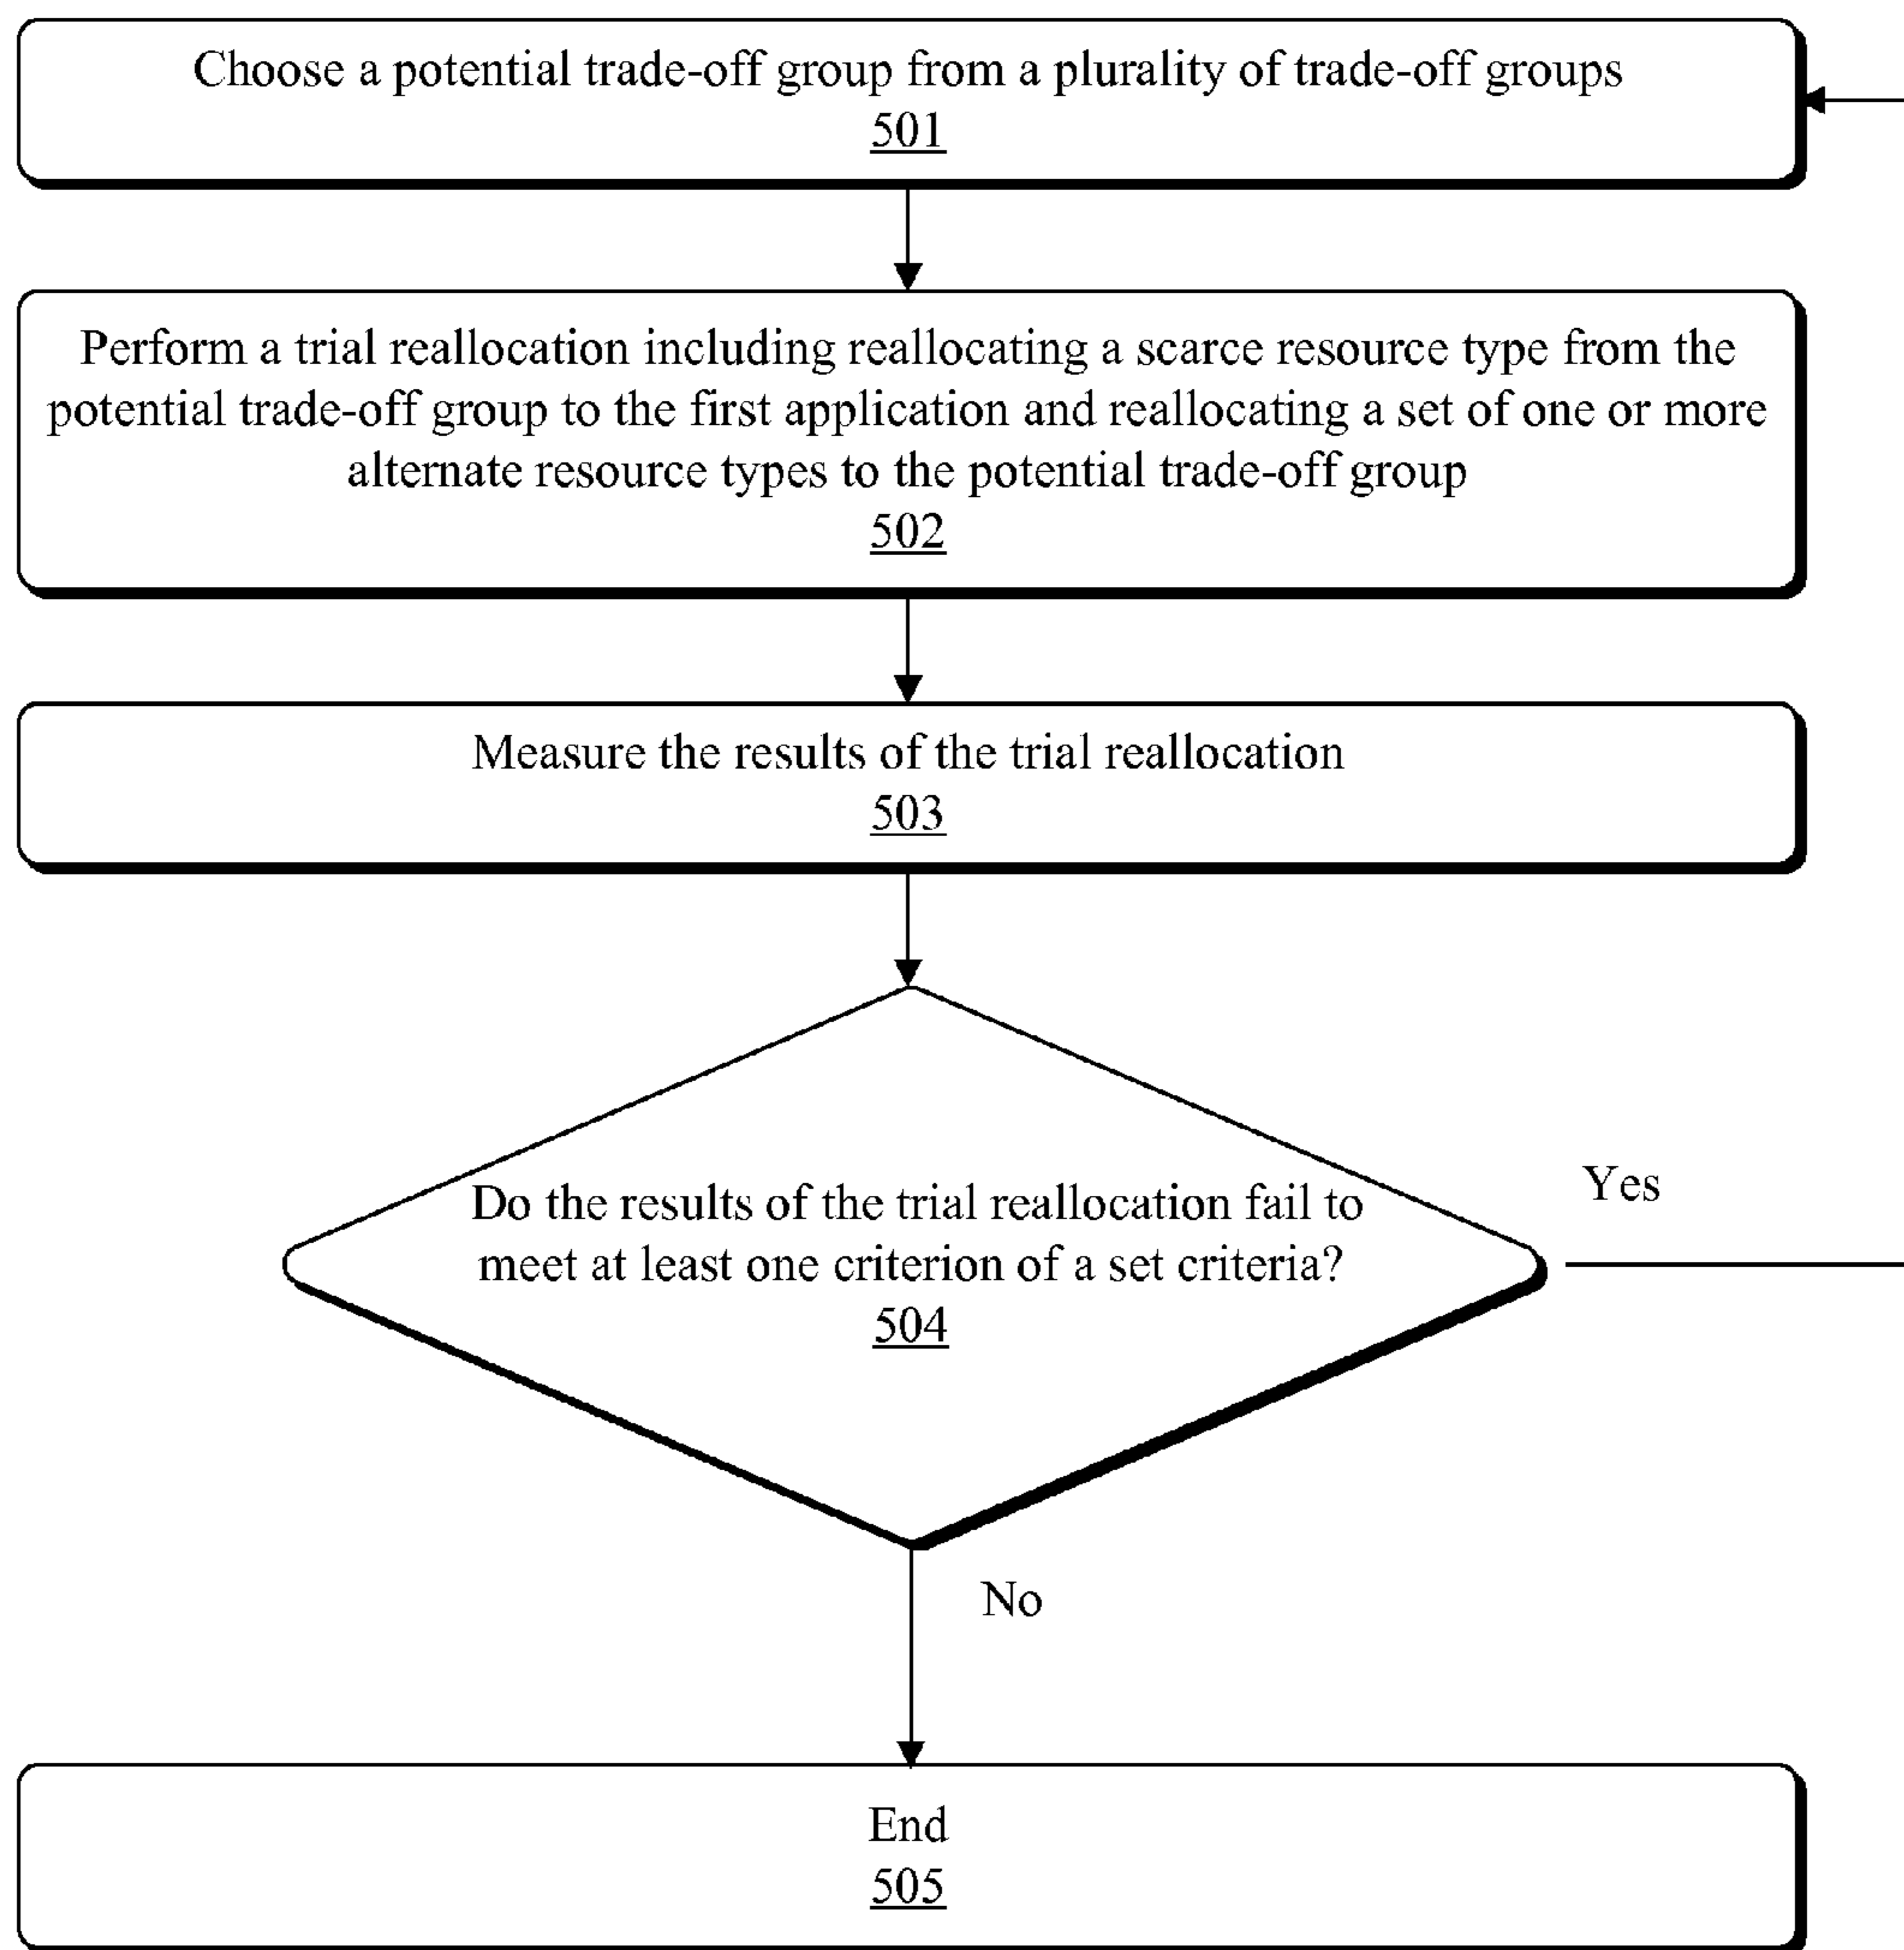 Choose a potential trade-off group from a plurality of trade-off groups
501
Perform a trial reallocation including reallocating a scarce resource type from the
potential trade-off group to the first application and reallocating a set of one or more
alternate resource types to the potential trade-off group
502
Measure the results of the trial reallocation
503
Do the results of the trial reallocation fail to
meet at least one criterion of a set criteria?
504
Yes
No
End
505